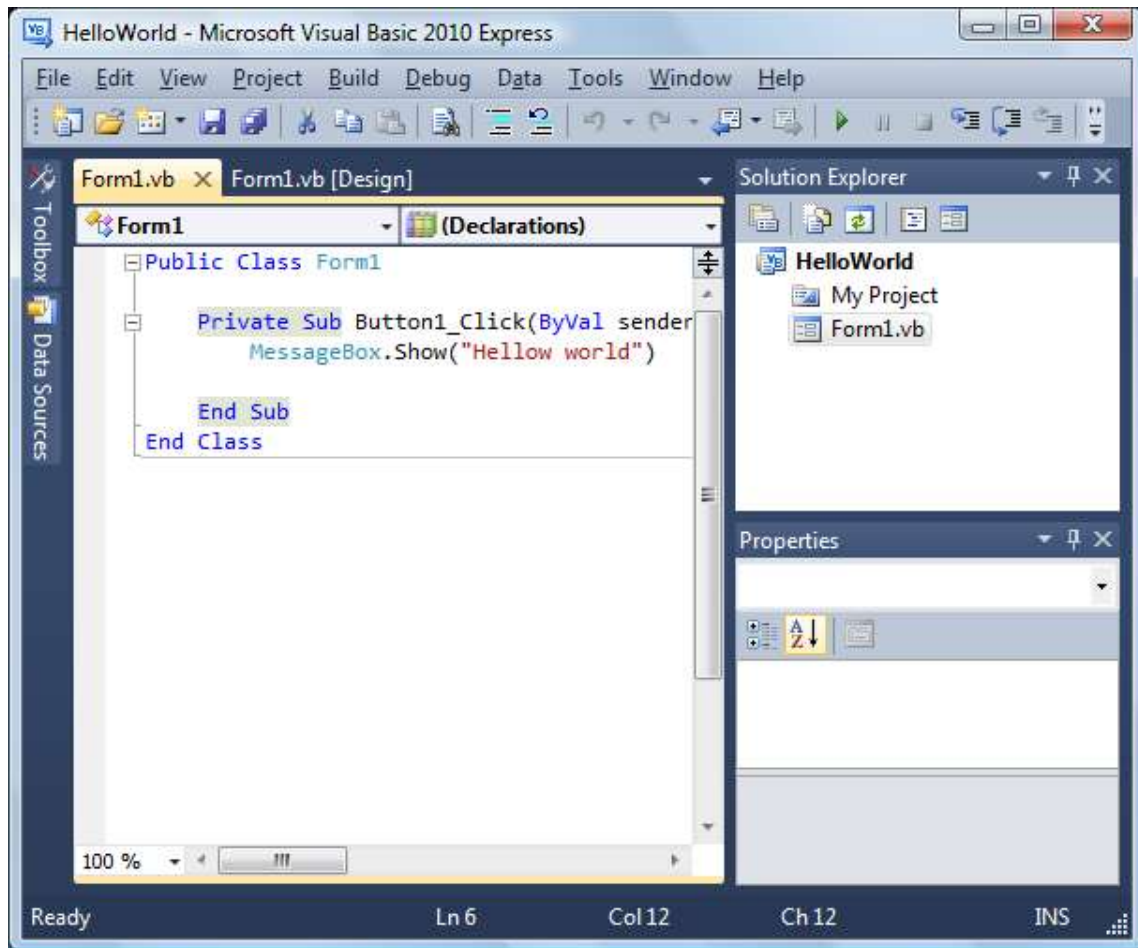 HelloWorld - Microsoft Visual Basic 2010 Express
File Edit View Project Build Debug Data Tools Window Help
Toolbox
Data Sources
Form1.vb Form1.vb [Design]
Form1 (Declarations)
Public Class Form1
Private Sub Button1_Click(ByVal sender
MessageBox.Show("Hellow world")
End Sub
End Class
100 %
Solution Explorer
HelloWorld
My Project
Form1.vb
Properties
Ready Ln 6 Col 12 Ch 12 INS